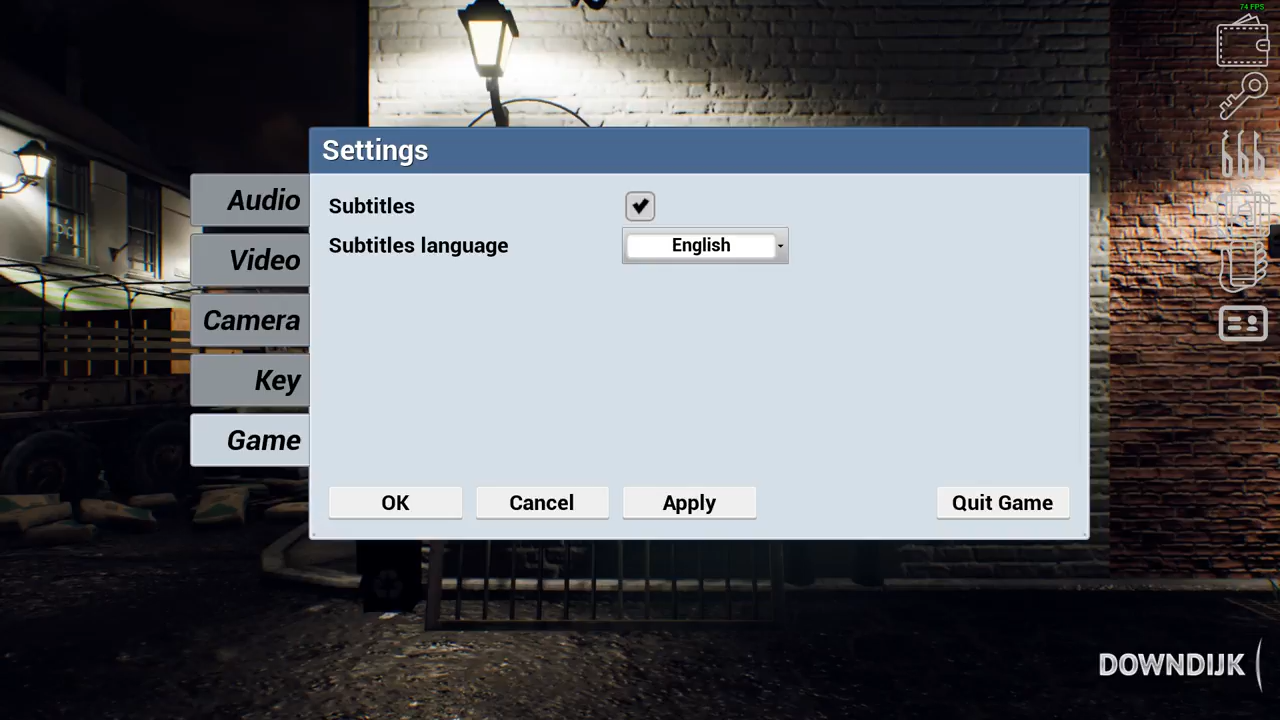 74 FPS
Settings
Audio
Video
Camera
Key
Game
Subtitles
Subtitles language
English
OK
Cancel
Apply
Quit Game
DOWNDIJK